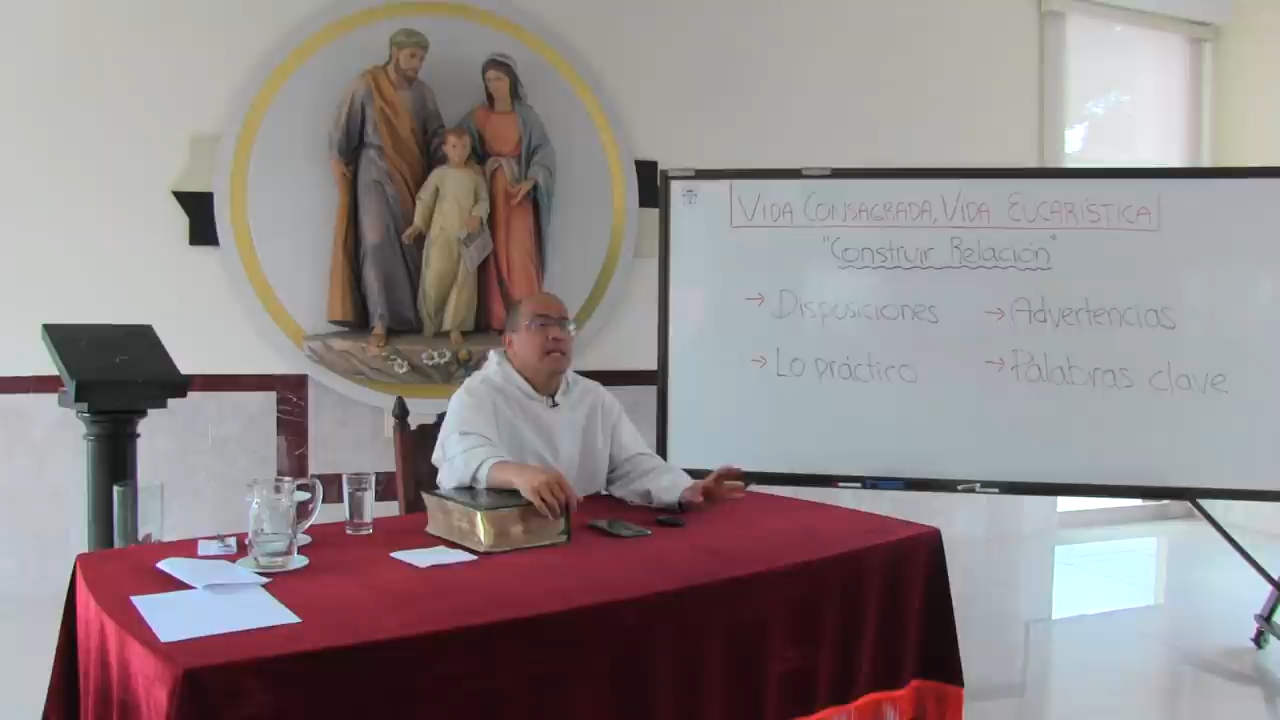 VIDA CONSAGRADA, VIDA EUCARÍSTICA
"Construir Relación"
→ Disposiciones → Advertencias
→ Lo práctico → Palabras clave